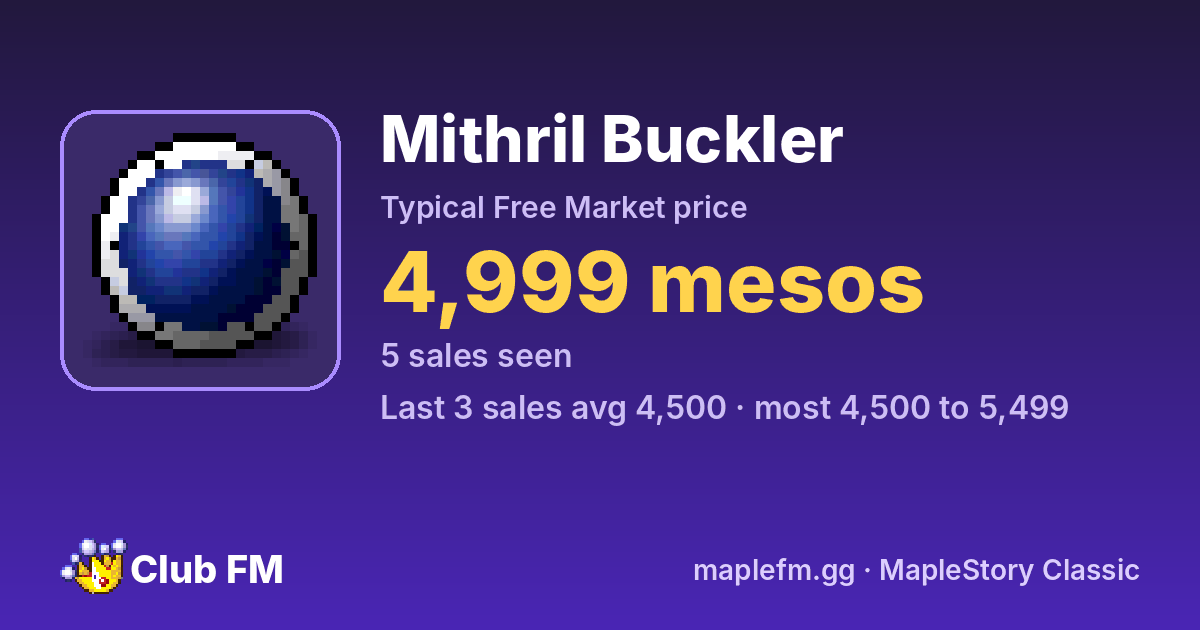 Mithril Buckler
Typical Free Market price
4,999 mesos
5 sales seen
Last 3 sales avg 4,500 · most 4,500 to 5,499
Club FM
maplefm.gg · MapleStory Classic